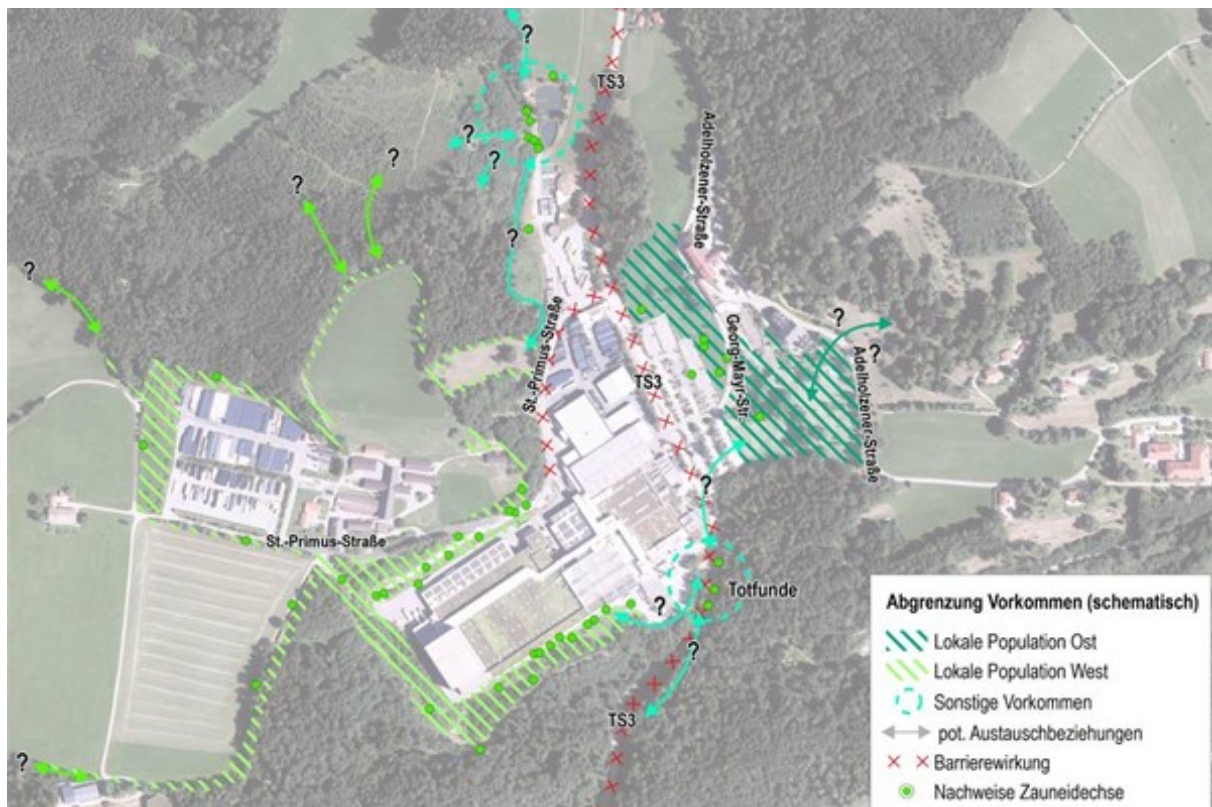 ?
TS3
?
?
?
?
?
?
Adelholzener-Straße
?
St.-Primus-Straße
TS3
Georg-Mayr-Str
?
?
Adelholzener-Straße
?
St.-Primus-Straße
Totfunde
?
?
TS3
?
Abgrenzung Vorkommen (schematisch)
Lokale Population Ost
Lokale Population West
Sonstige Vorkommen
pot. Austauschbeziehungen
Barrierewirkung
Nachweise Zauneidechse